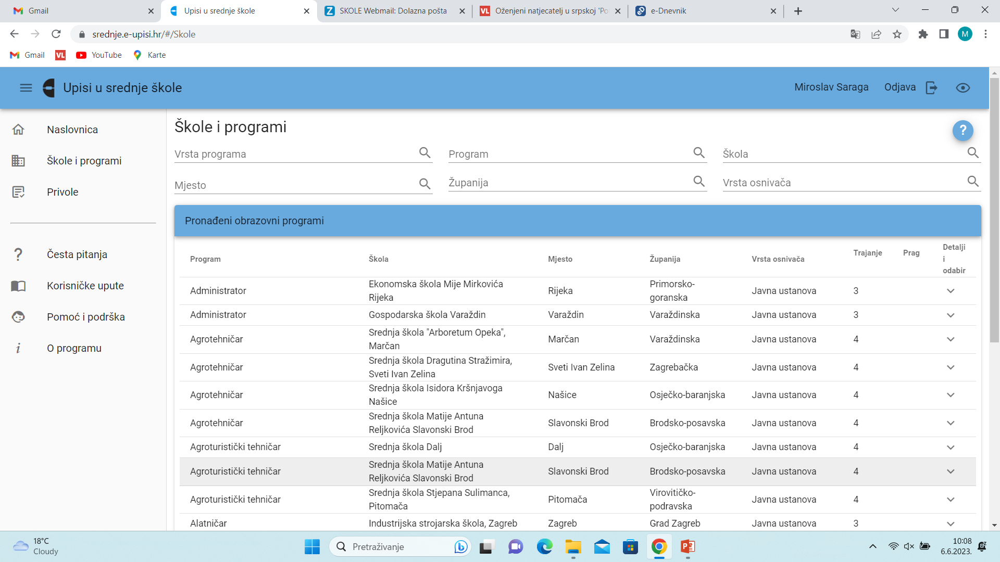 Gmail
Upisi u srednje škole
SKOLE Webmail: Dolazna pošta
VL Oženjeni natjecatelj u srpskoj 'Po
e-Dnevnik
srednje.e-upisi.hr/#/Skole
M
Gmail
VL
YouTube
Karte
Upisi u srednje škole
Miroslav Saraga
Odjava
Naslovnica
Škole i programi
Privole
Česta pitanja
Korisničke upute
Pomoć i podrška
O programu
Škole i programi
?
Vrsta programa
Program
Škola
Mjesto
Županija
Vrsta osnivača
Pronađeni obrazovni programi
Program Škola Mjesto Županija Vrsta osnivača Trajanje Prag Detalji
i
odabir
Administrator Ekonomska škola Mije Mirkovića Rijeka Primorsko- Javna ustanova 3
Rijeka goranska
Administrator Gospodarska škola Varaždin Varaždin Varaždinska Javna ustanova 3
Agrotehničar Srednja škola "Arboretum Opeka", Marčan Varaždinska Javna ustanova 4
Marčan
Agrotehničar Srednja škola Dragutina Stražimira, Sveti Ivan Zelina Zagrebačka Javna ustanova 4
Sveti Ivan Zelina
Agrotehničar Srednja škola Isidora Kršnjavoga Našice Osječko-baranjska Javna ustanova 4
Našice
Agrotehničar Srednja škola Matije Antuna Slavonski Brod Brodsko-posavska Javna ustanova 4
Reljkovića Slavonski Brod
Agroturistički tehničar Srednja škola Dalj Dalj Osječko-baranjska Javna ustanova 4
Agroturistički tehničar Srednja škola Matije Antuna Slavonski Brod Brodsko-posavska Javna ustanova 4
Reljkovića Slavonski Brod
Agroturistički tehničar Srednja škola Stjepana Sulimanca, Pitomača Virovitičko- Javna ustanova 4
Pitomača podravska
Alatničar Industrijska strojarska škola, Zagreb Zagreb Grad Zagreb Javna ustanova 3
18°C
Cloudy
Pretraživanje
10:08
6.6.2023.